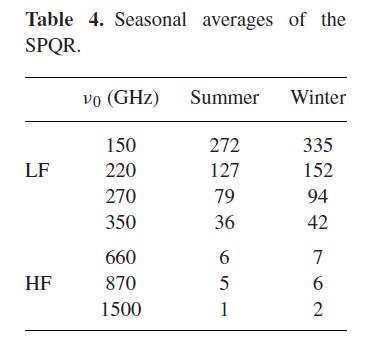 Table 4. Seasonal averages of the
SPQR.
ν0 (GHz) Summer Winter
150 272 335
LF 220 127 152
270 79 94
350 36 42
660 6 7
HF 870 5 6
1500 1 2